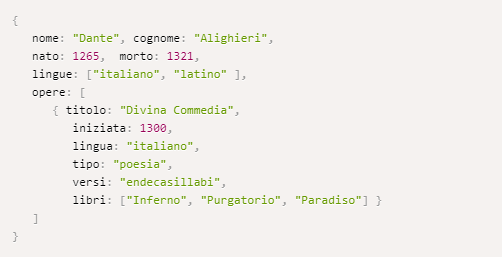 {
nome: "Dante", cognome: "Alighieri",
nato: 1265, morto: 1321,
lingue: ["italiano", "latino" ],
opere: [
{ titolo: "Divina Commedia",
iniziata: 1300,
lingua: "italiano",
tipo: "poesia",
versi: "endecasillabi",
libri: ["Inferno", "Purgatorio", "Paradiso"] }
]
}